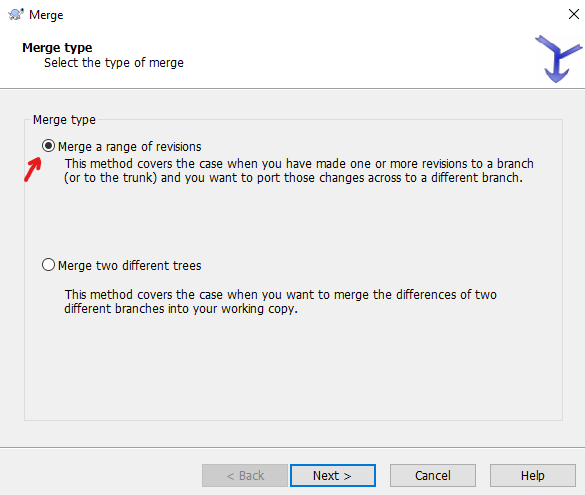 Merge
Merge type
Select the type of merge
Merge type
Merge a range of revisions
This method covers the case when you have made one or more revisions to a branch
(or to the trunk) and you want to port those changes across to a different branch.
Merge two different trees
This method covers the case when you want to merge the differences of two
different branches into your working copy.
< Back Next > Cancel Help